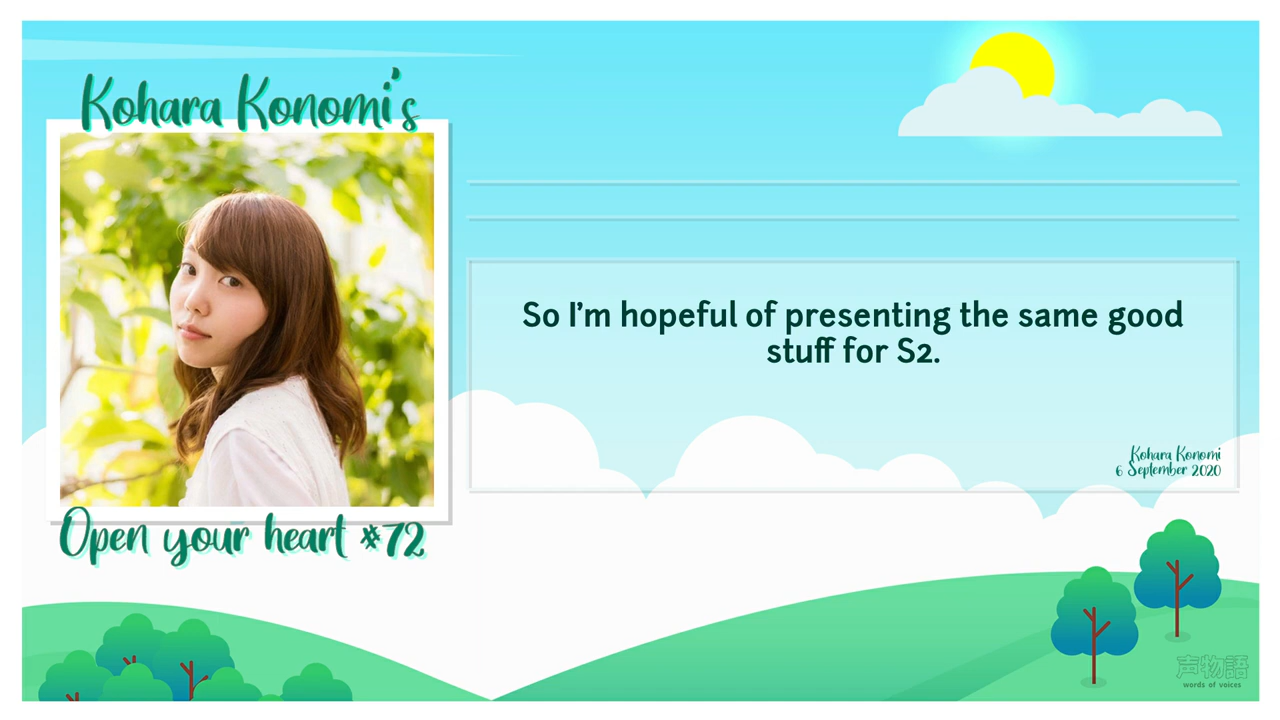 Kohara Konomi's
So I'm hopeful of presenting the same good
stuff for S2.
Kohara Konomi
6 September 2020
Open your heart #72
声物語
words of voices